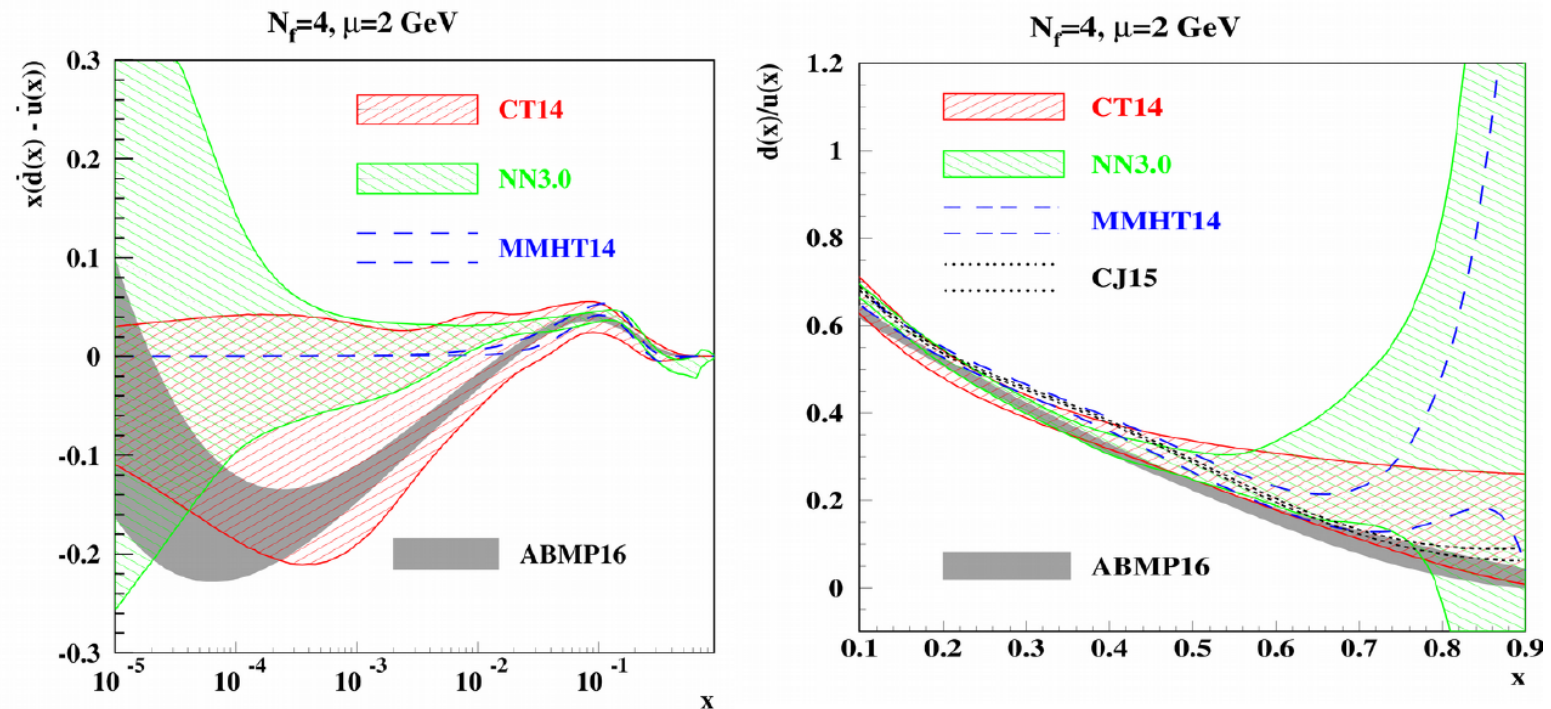 N_f=4, μ=2 GeV
x(d̄(x) - ū(x))
0.3
0.2
0.1
0
-0.1
-0.2
-0.3
CT14
NN3.0
MMHT14
ABMP16
10^-5
10^-4
10^-3
10^-2
10^-1
x
N_f=4, μ=2 GeV
d(x)/u(x)
1.2
1
0.8
0.6
0.4
0.2
0
CT14
NN3.0
MMHT14
CJ15
ABMP16
0.1
0.2
0.3
0.4
0.5
0.6
0.7
0.8
0.9
x